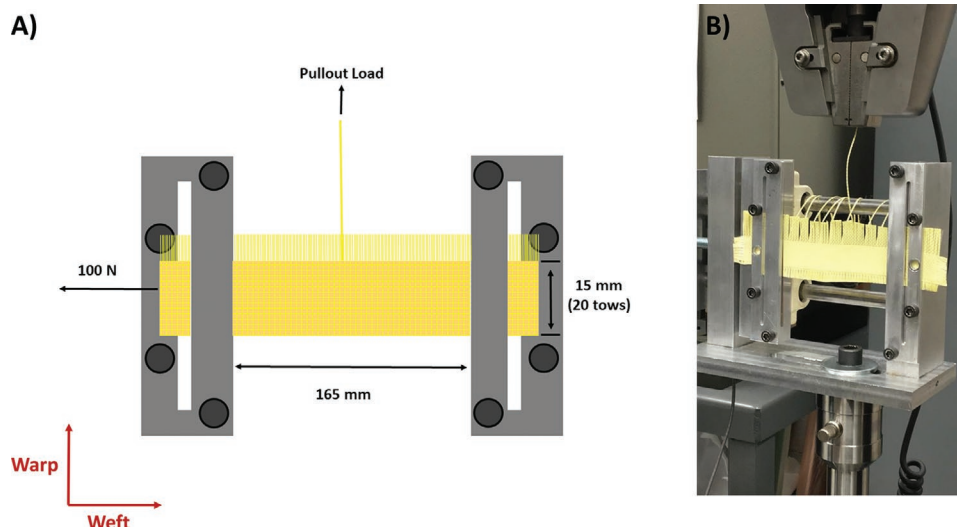 A)
B)
Pullout Load
100 N
15 mm
(20 tows)
165 mm
Warp
Weft